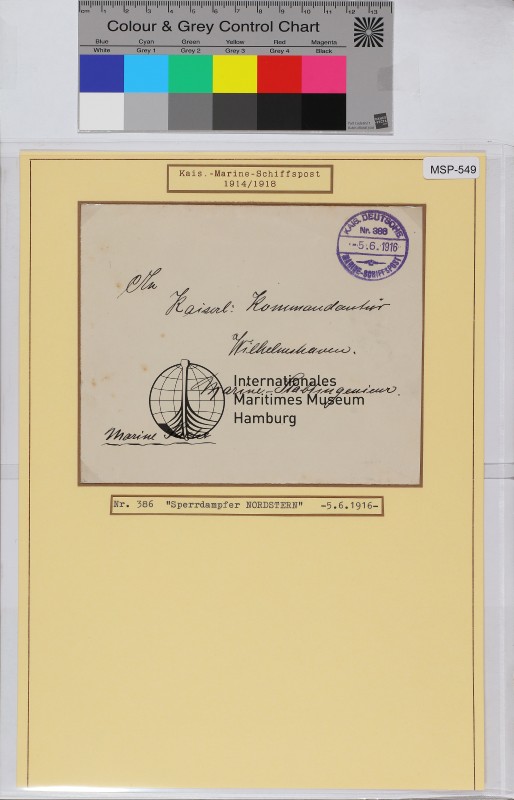 Colour & Grey Control Chart
Blue Cyan Green Yellow Red Magenta
White Grey 1 Grey 2 Grey 3 Grey 4 Black
MSP-549
Kais.-Marine-Schiffspost
1914/1918
KAIS. DEUTSCHE
Nr. 386
-5.6.1916
MARINE-SCHIFFSPOST
An
Kaiserl: Kommandantur
Wilhelmshaven.
Marine-Stabsingenieur.
Internationales
Maritimes Museum
Hamburg
Marine
Nr. 386 "Sperrdampfer NORDSTERN" -5.6.1916-